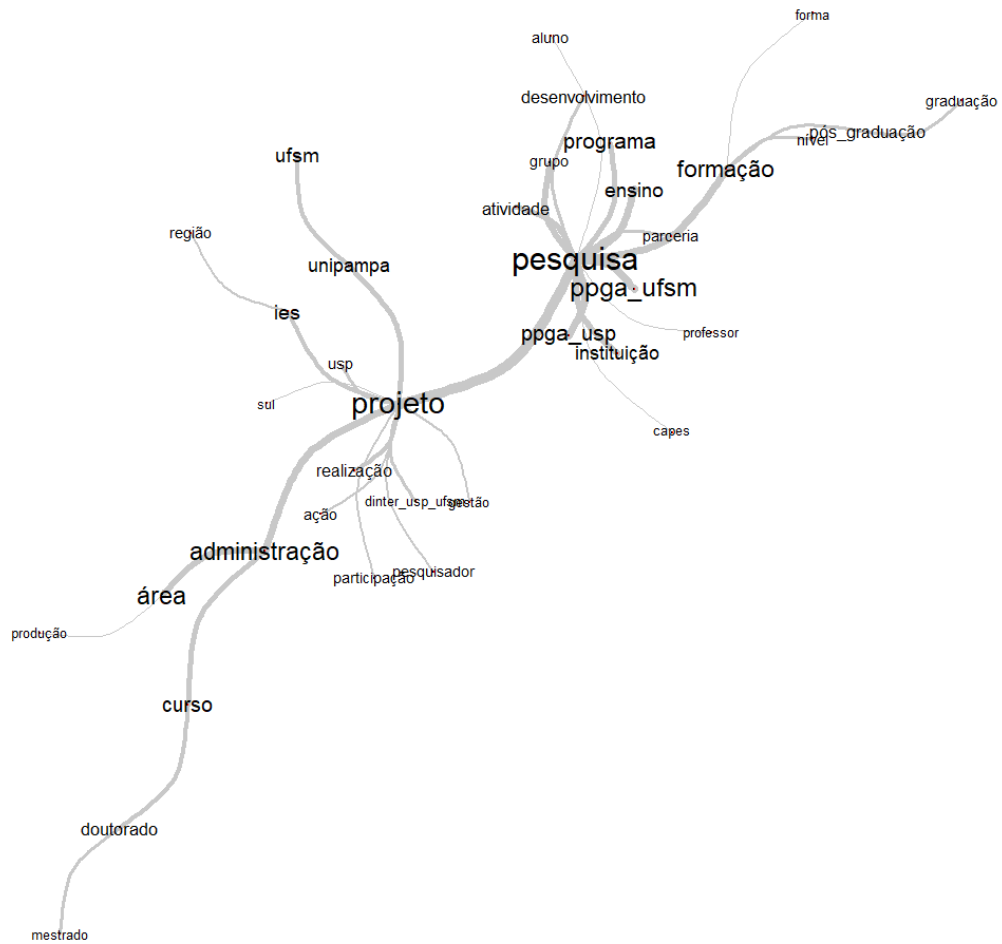 forma
aluno
desenvolvimento
graduação
pós_graduação
programa
nível
ufsm
grupo
formação
ensino
atividade
região
parceria
pesquisa
unipampa
ppga_ufsm
ies
ppga_usp
professor
instituição
usp
projeto
sul
capes
realização
dinter_usp_ufsm
gestão
ação
administração
pesquisador
participação
área
produção
curso
doutorado
mestrado